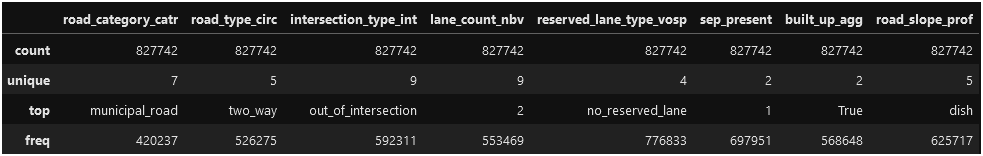 road_category_catr road_type_circ intersection_type_int lane_count_nbv reserved_lane_type_vosp sep_present built_up_agg road_slope_prof
count 827742 827742 827742 827742 827742 827742 827742 827742
unique 7 5 9 9 4 2 2 5
top municipal_road two_way out_of_intersection 2 no_reserved_lane 1 True dish
freq 420237 526275 592311 553469 776833 697951 568648 625717